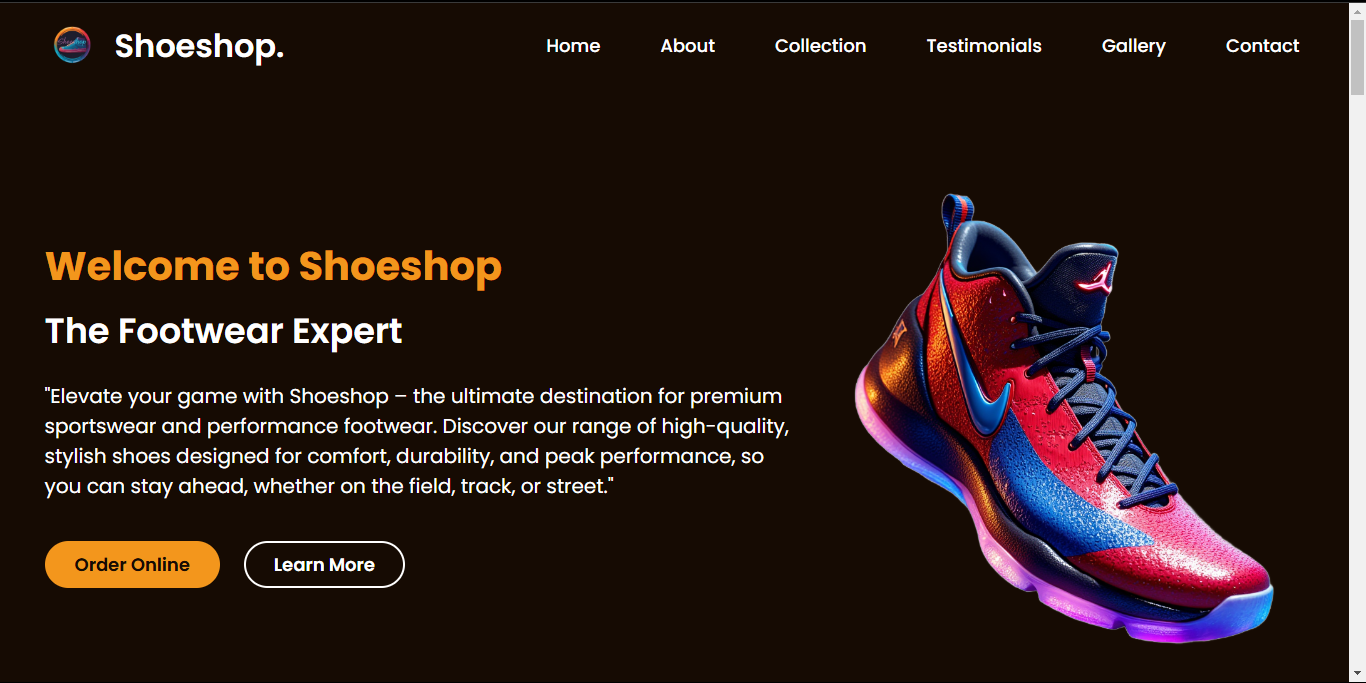 Shoeshop.
Home About Collection Testimonials Gallery Contact
Welcome to Shoeshop
The Footwear Expert
"Elevate your game with Shoeshop – the ultimate destination for premium
sportswear and performance footwear. Discover our range of high-quality,
stylish shoes designed for comfort, durability, and peak performance, so
you can stay ahead, whether on the field, track, or street."
Order Online Learn More